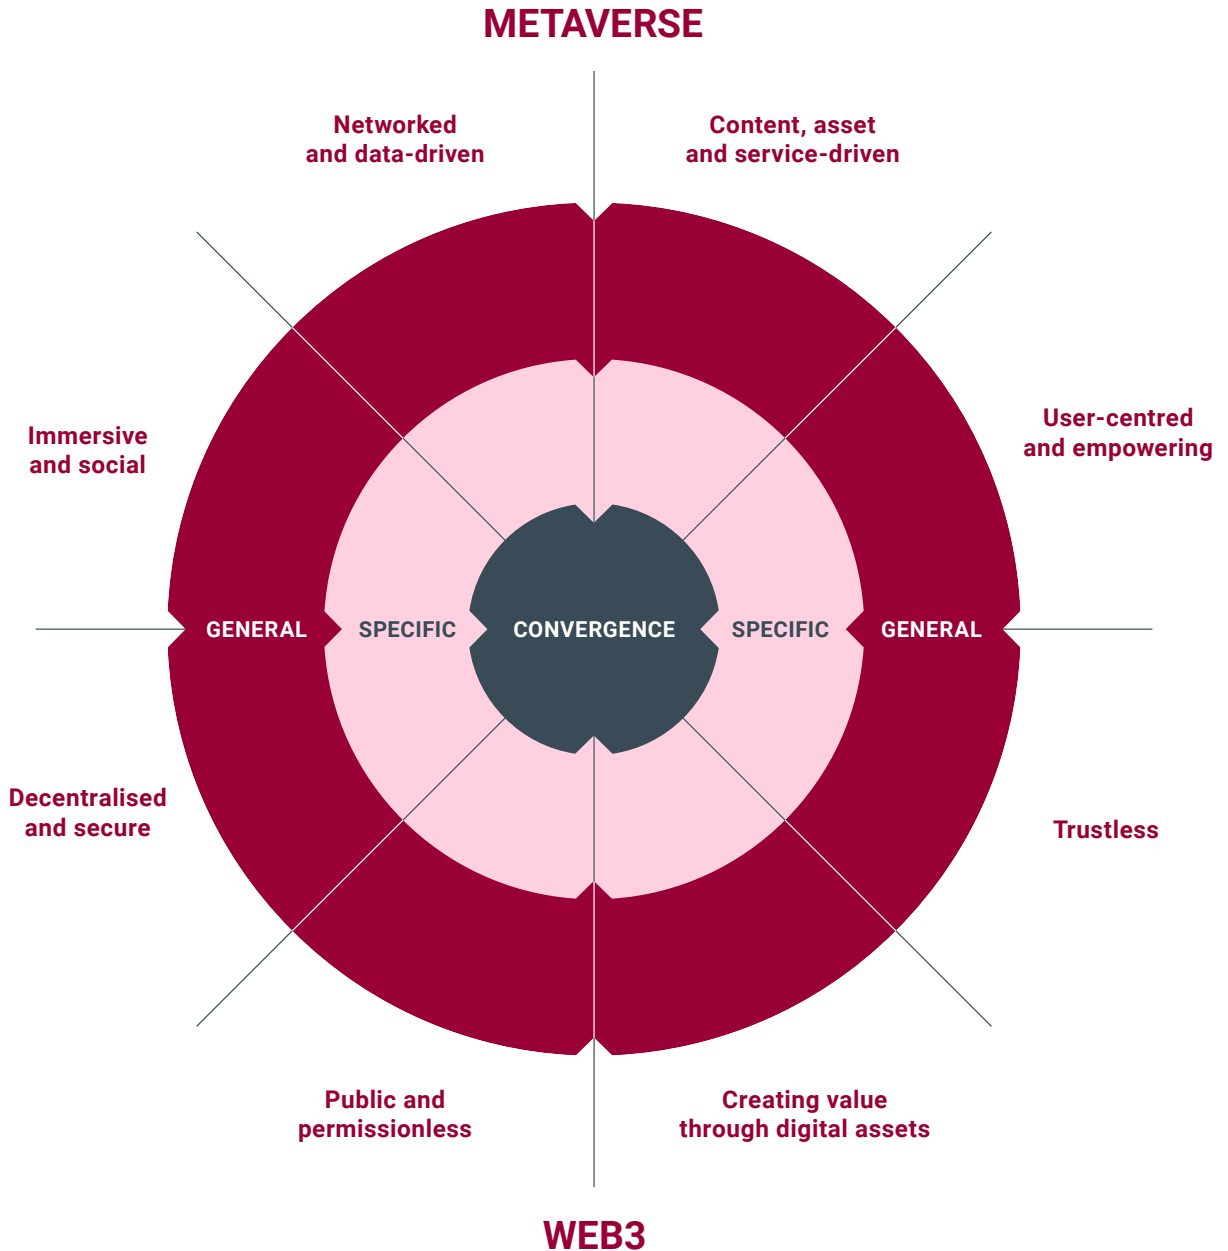 METAVERSE
Networked
and data-driven
Content, asset
and service-driven
Immersive
and social
User-centred
and empowering
GENERAL
SPECIFIC
CONVERGENCE
SPECIFIC
GENERAL
Decentralised
and secure
Trustless
Public and
permissionless
Creating value
through digital assets
WEB3